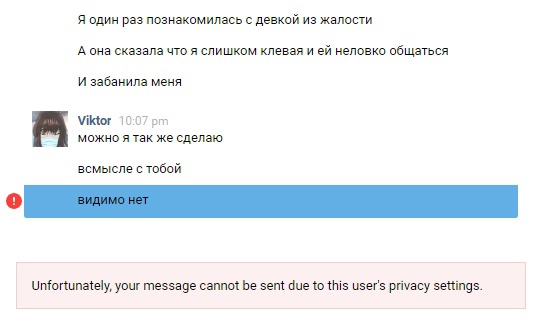 Я один раз познакомилась с девкой из жалости
А она сказала что я слишком клевая и ей неловко общаться
И забанила меня
Viktor 10:07 pm
можно я так же сделаю
всмысле с тобой
! видимо нет
Unfortunately, your message cannot be sent due to this user's privacy settings.